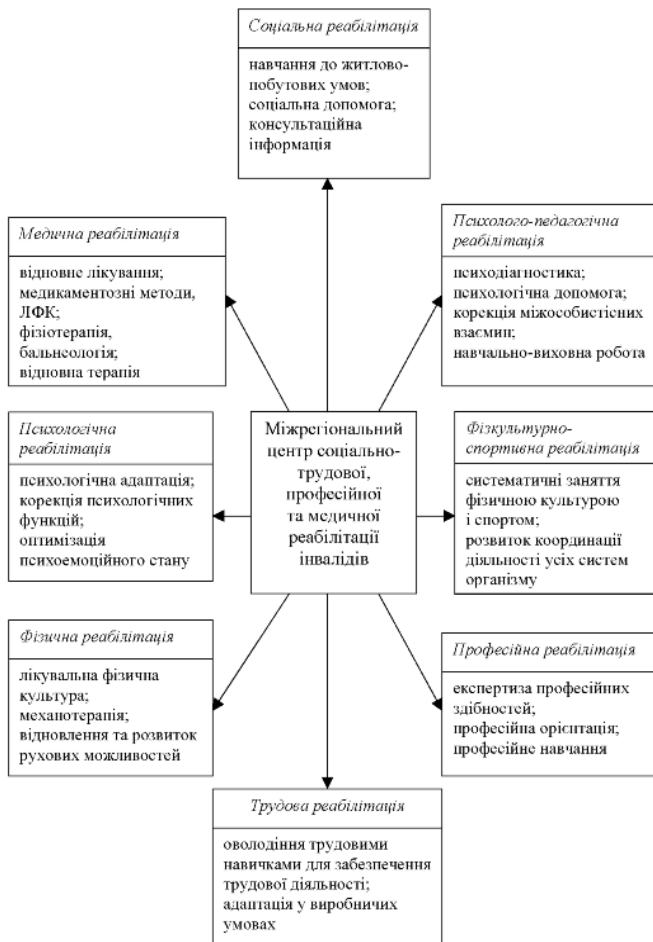 Соціальна реабілітація
навчання до житлово-
побутових умов;
соціальна допомога;
консультаційна
інформація
Медична реабілітація
відновне лікування;
медикаментозні методи,
ЛФК;
фізіотерапія,
бальнеологія;
відновна терапія
Психолого-педагогічна
реабілітація
психодіагностика;
психологічна допомога;
корекція міжособистісних
взаємин;
навчально-виховна робота
Психологічна
реабілітація
психологічна адаптація;
корекція психологічних
функцій;
оптимізація
психоемоційного стану
Міжрегіональний
центр соціально-
трудової,
професійної
та медичної
реабілітації
інвалідів
Фізкультурно-
спортивна реабілітація
систематичні заняття
фізичною культурою
і спортом;
розвиток координації
діяльності усіх систем
організму
Фізична реабілітація
лікувальна фізична
культура;
механотерапія;
відновлення та розвиток
рухових можливостей
Професійна реабілітація
експертиза професійних
здібностей;
професійна орієнтація;
професійне навчання
Трудова реабілітація
оволодіння трудовими
навичками для забезпечення
трудової діяльності;
адаптація у виробничих
умовах